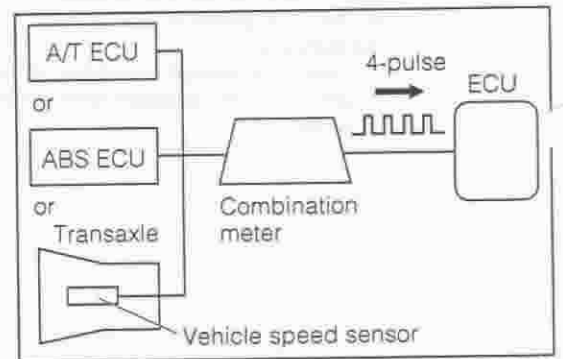 A/T ECU
or
ABS ECU
or
Transaxle
Vehicle speed sensor
Combination
meter
4-pulse
ECU